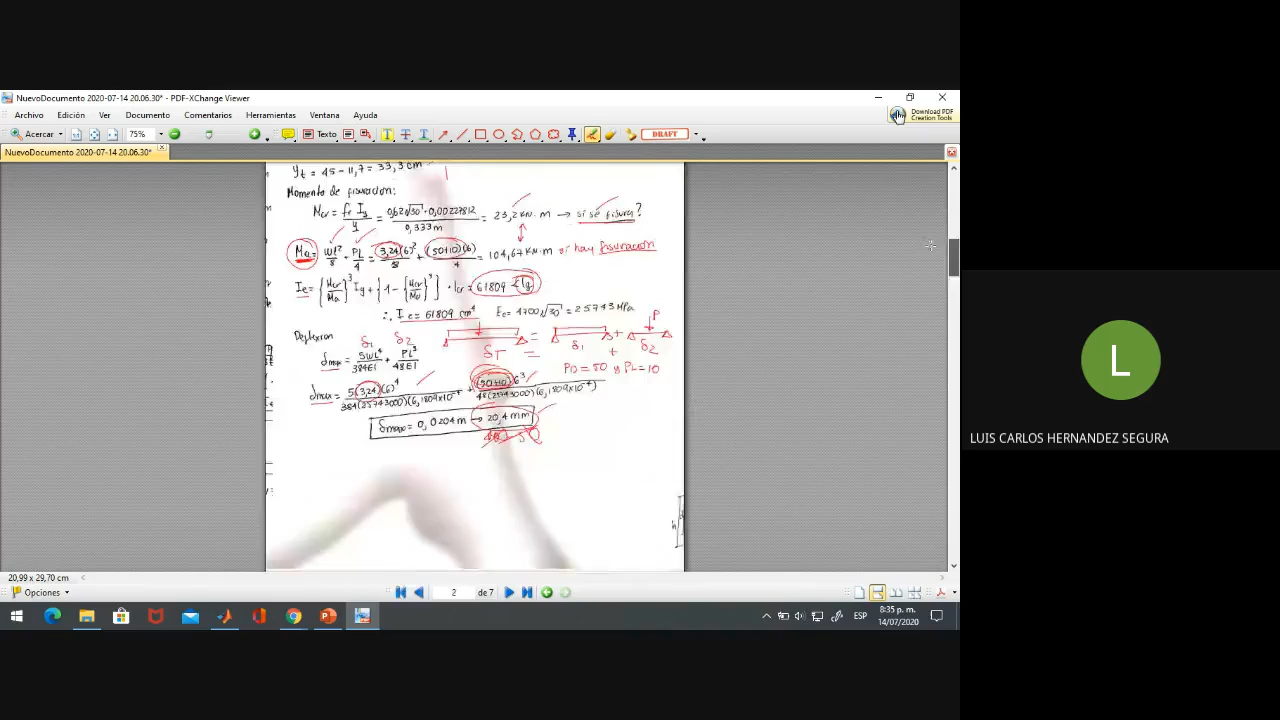 NuevoDocumento 2020-07-14 20.06.30* - PDF-XChange Viewer
Archivo Edición Ver Documento Comentarios Herramientas Ventana Ayuda
Download PDF
Creation Tools
Acercar 75% Texto DRAFT
NuevoDocumento 2020-07-14 20.06.30*
yt = 45 - 11,7 = 33,3 cm
Momento de fisuracion:
Mcr = fr Ig / y = 0,62√30 · 0,00227812 / 0,333m = 23,2 KN·m → si se fisura?
Ma = WL²/8 + PL/4 = 3,24(6)²/8 + (50+10)(6)/4 = 104,67 KN·m si hay fisuración
Ie = {Mcr/Ma}³ Ig + {1 - {Mcr/Ma}³} · Icr = 61809 ≤ Ig
∴ Ie = 61809 cm⁴ Ec = 4700√30 = 25743 MPa
Deflexion δ1 δ2 P
δT = δ1 + δ2
δmax = 5WL⁴/384EI + PL³/48EI PD=50 y PL=10
δmax = 5(3,24)(6)⁴ / 384(25743000)(6,1809x10⁻⁴) + (50+10)6³ / 48(25743000)(6,1809x10⁻⁴)
δmax = 0,0204m → 20,4 mm
20,99 x 29,70 cm
Opciones 2 de 7
ESP
8:35 p. m.
14/07/2020
L
LUIS CARLOS HERNANDEZ SEGURA